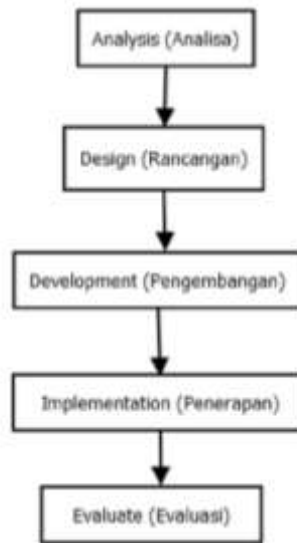 Analysis (Analisa)
Design (Rancangan)
Development (Pengembangan)
Implementation (Penerapan)
Evaluate (Evaluasi)